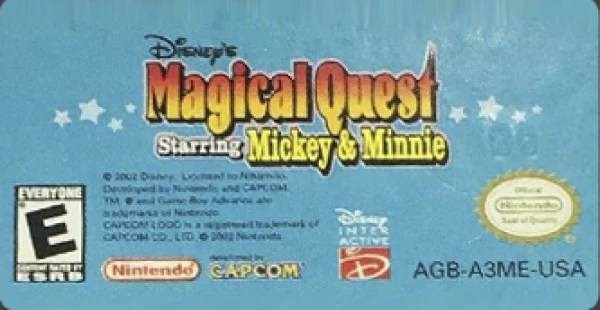 Disney's
Magical Quest
Starring Mickey & Minnie
© 2002 Disney. Licensed to Nintendo.
Developed by Nintendo and CAPCOM.
TM, ® and Game Boy Advance are
trademarks of Nintendo.
CAPCOM LOGO is a registered trademark of
CAPCOM CO., LTD. © 2002 Nintendo.
EVERYONE
E
CONTENT RATED BY
ESRB
Nintendo
developed by
CAPCOM
Disney
INTER
ACTIVE
D
Official
Nintendo
Seal of Quality
AGB-A3ME-USA